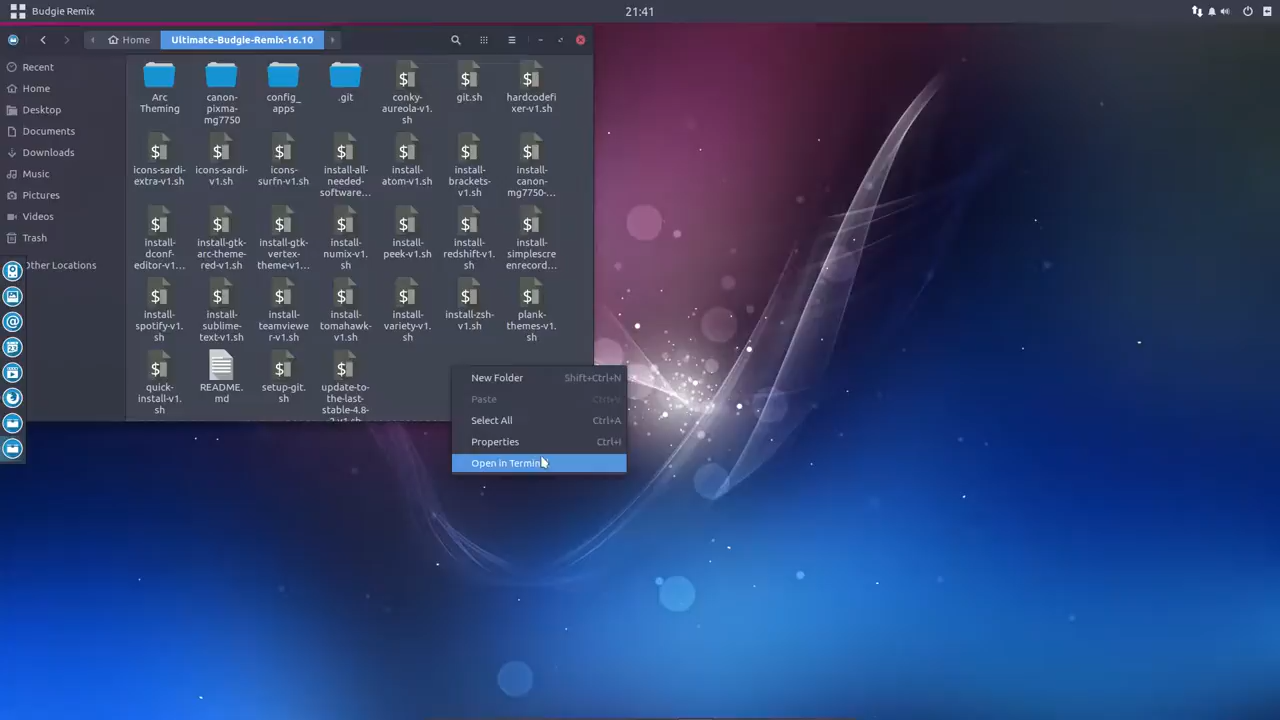 Budgie Remix
21:41
Home
Ultimate-Budgie-Remix-16.10
Recent
Home
Desktop
Documents
Downloads
Music
Pictures
Videos
Trash
Other Locations
Arc
Theming
canon-
pixma-
mg7750
config_
apps
.git
conky-
aureola-v1.
sh
git.sh
hardcodefi
xer-v1.sh
icons-sardi-
extra-v1.sh
icons-sardi-
v1.sh
icons-
surfn-v1.sh
install-all-
needed-
software...
install-
atom-v1.sh
install-
brackets-
v1.sh
install-
canon-
mg7750-...
install-
dconf-
editor-v1...
install-gtk-
arc-theme-
red-v1.sh
install-gtk-
vertex-
theme-v1...
install-
numix-v1.
sh
install-
peek-v1.sh
install-
redshift-v1.
sh
install-
simplescre
enrecord...
install-
spotify-v1.
sh
install-
sublime-
text-v1.sh
install-
teamviewe
r-v1.sh
install-
tomahawk-
v1.sh
install-
variety-v1.
sh
install-zsh-
v1.sh
plank-
themes-v1.
sh
quick-
install-v1.
sh
README.
md
setup-git.
sh
update-to-
the-last-
stable-4.8-
New Folder Shift+Ctrl+N
Paste Ctrl+V
Select All Ctrl+A
Properties Ctrl+I
Open in Terminal